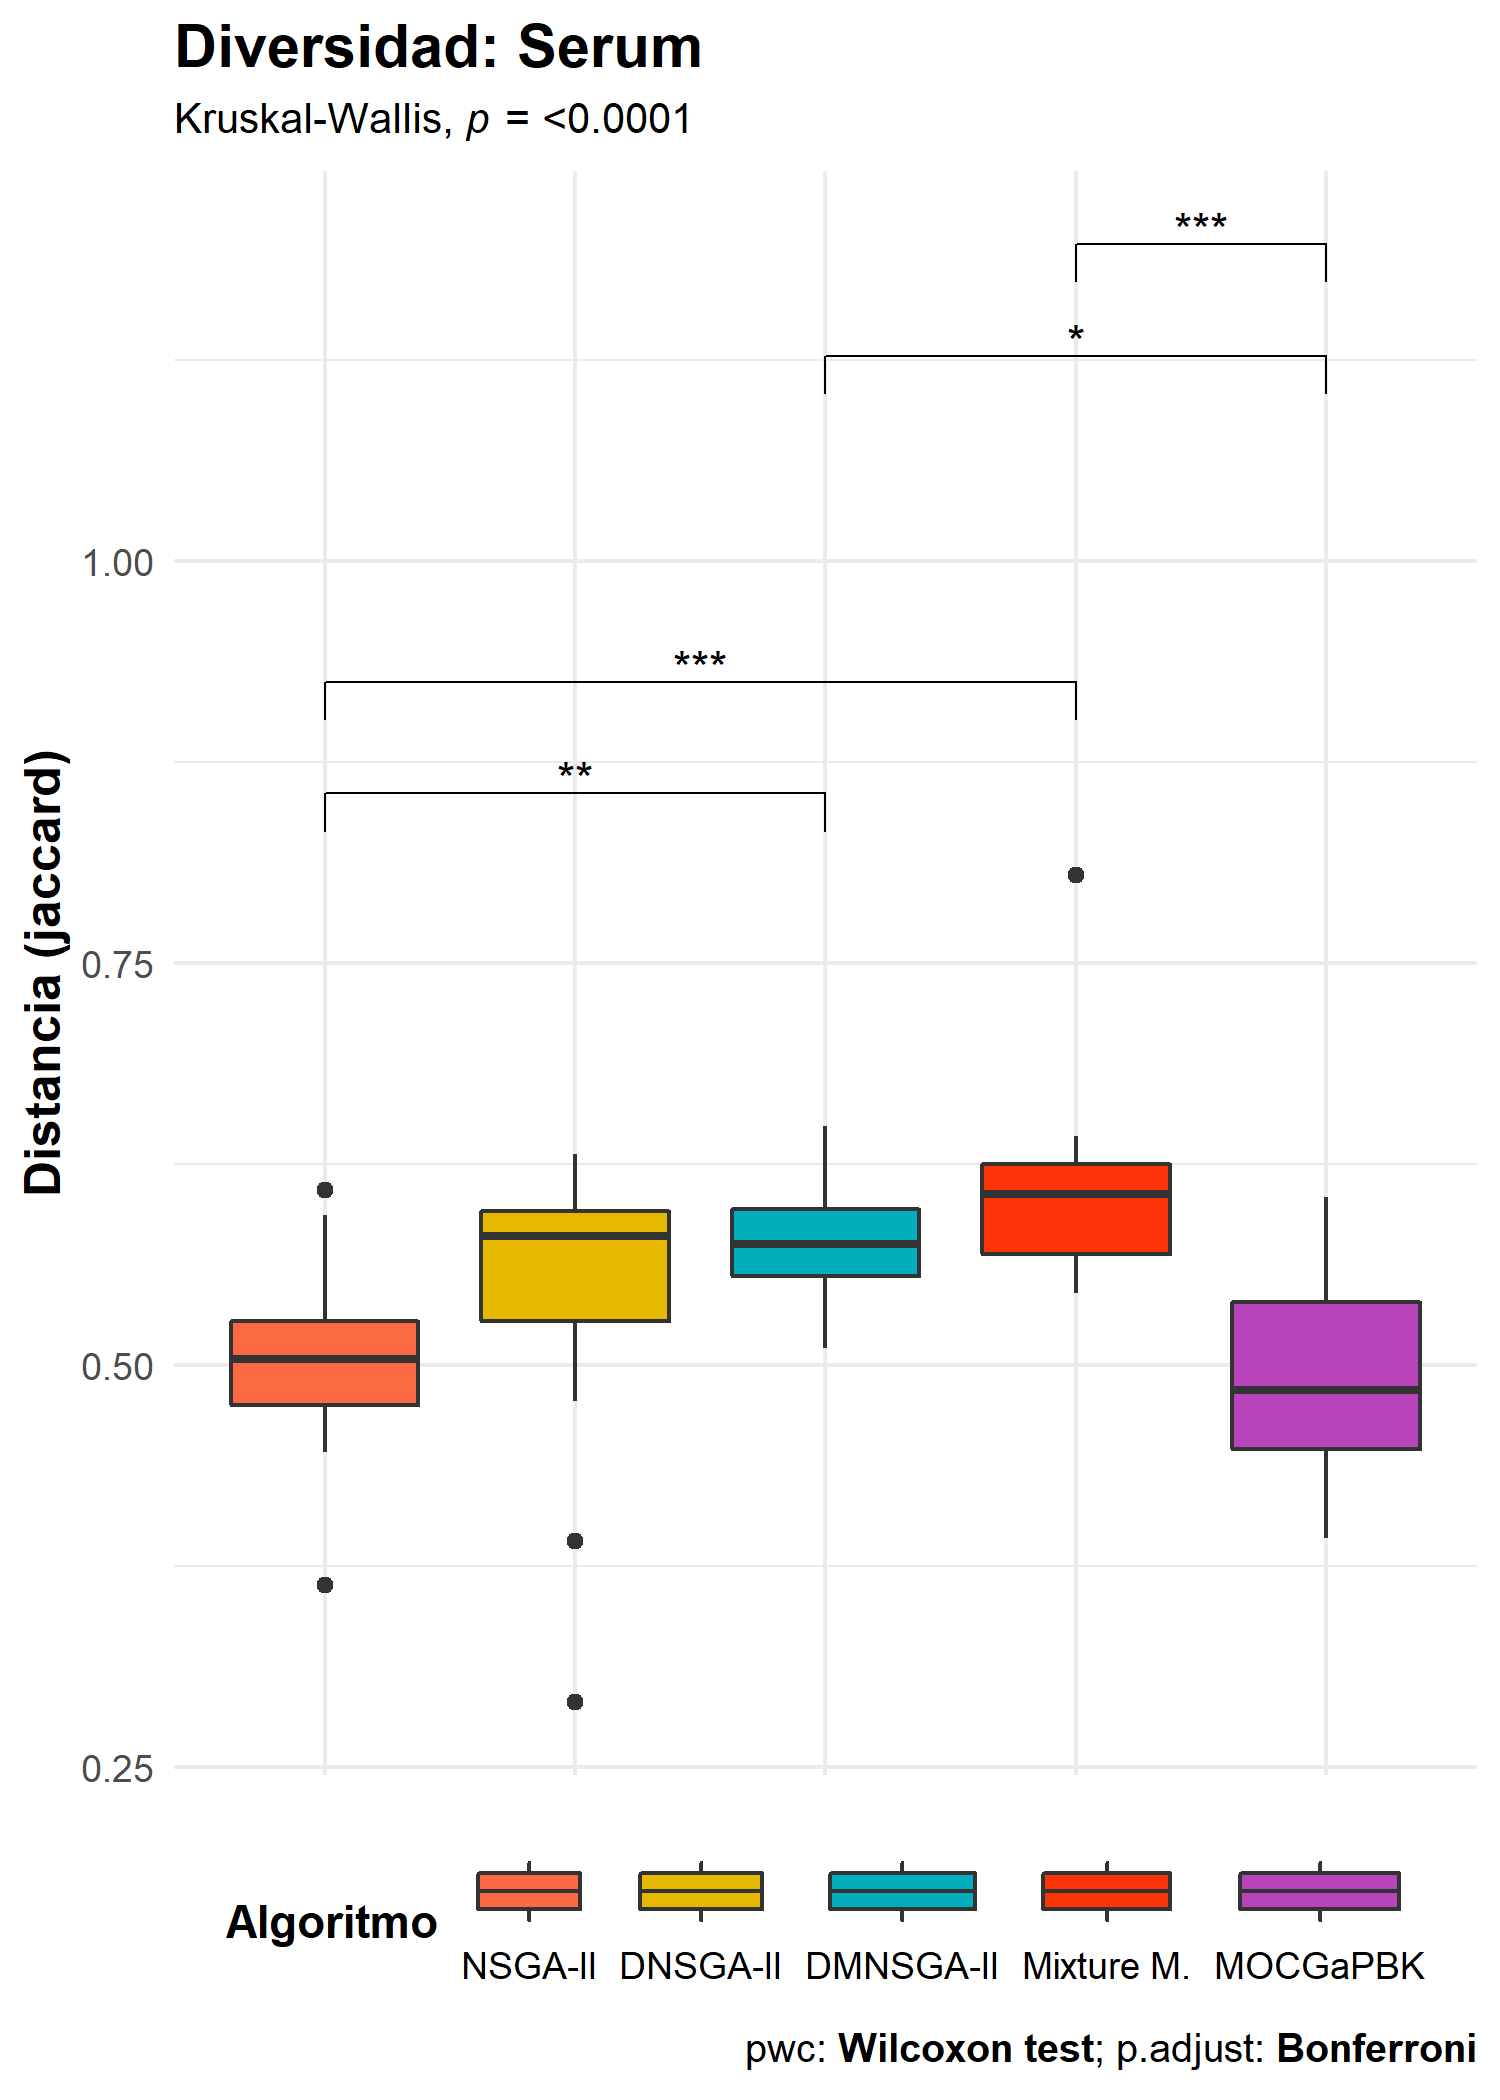 Diversidad: Serum
Kruskal-Wallis, p = <0.0001
***
*
1.00
***
**
Distancia (jaccard)
0.75
0.50
0.25
Algoritmo
NSGA-II DNSGA-II DMNSGA-II Mixture M. MOCGaPBK
pwc: Wilcoxon test; p.adjust: Bonferroni